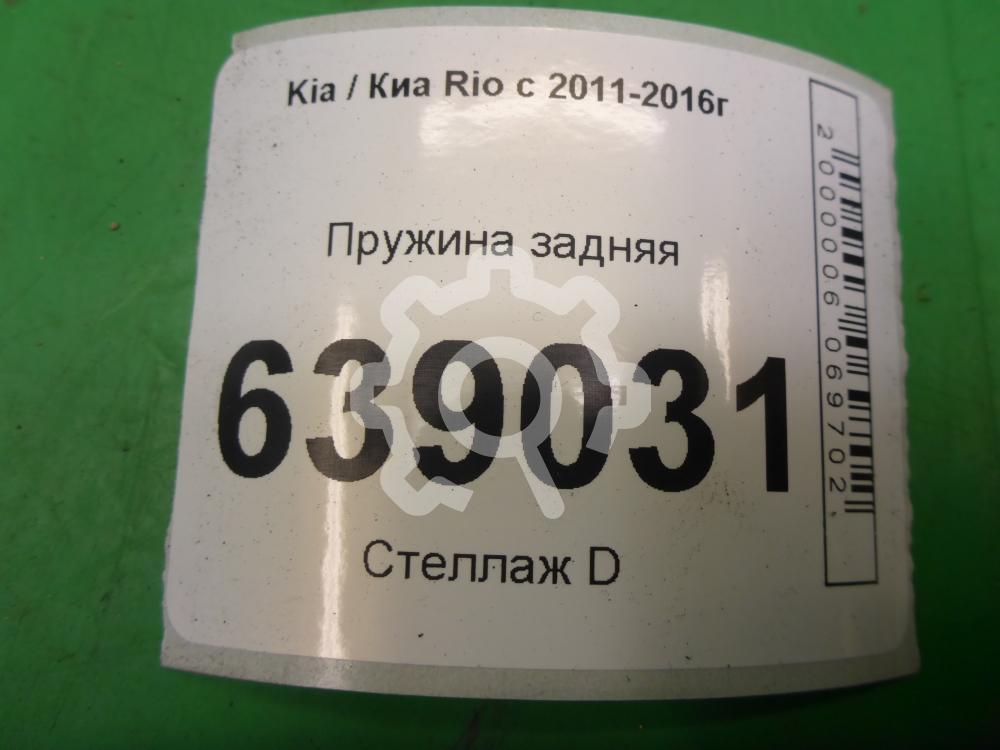 Kia / Киа Rio с 2011-2016г
Пружина задняя
639031
Стеллаж D
2000006069702